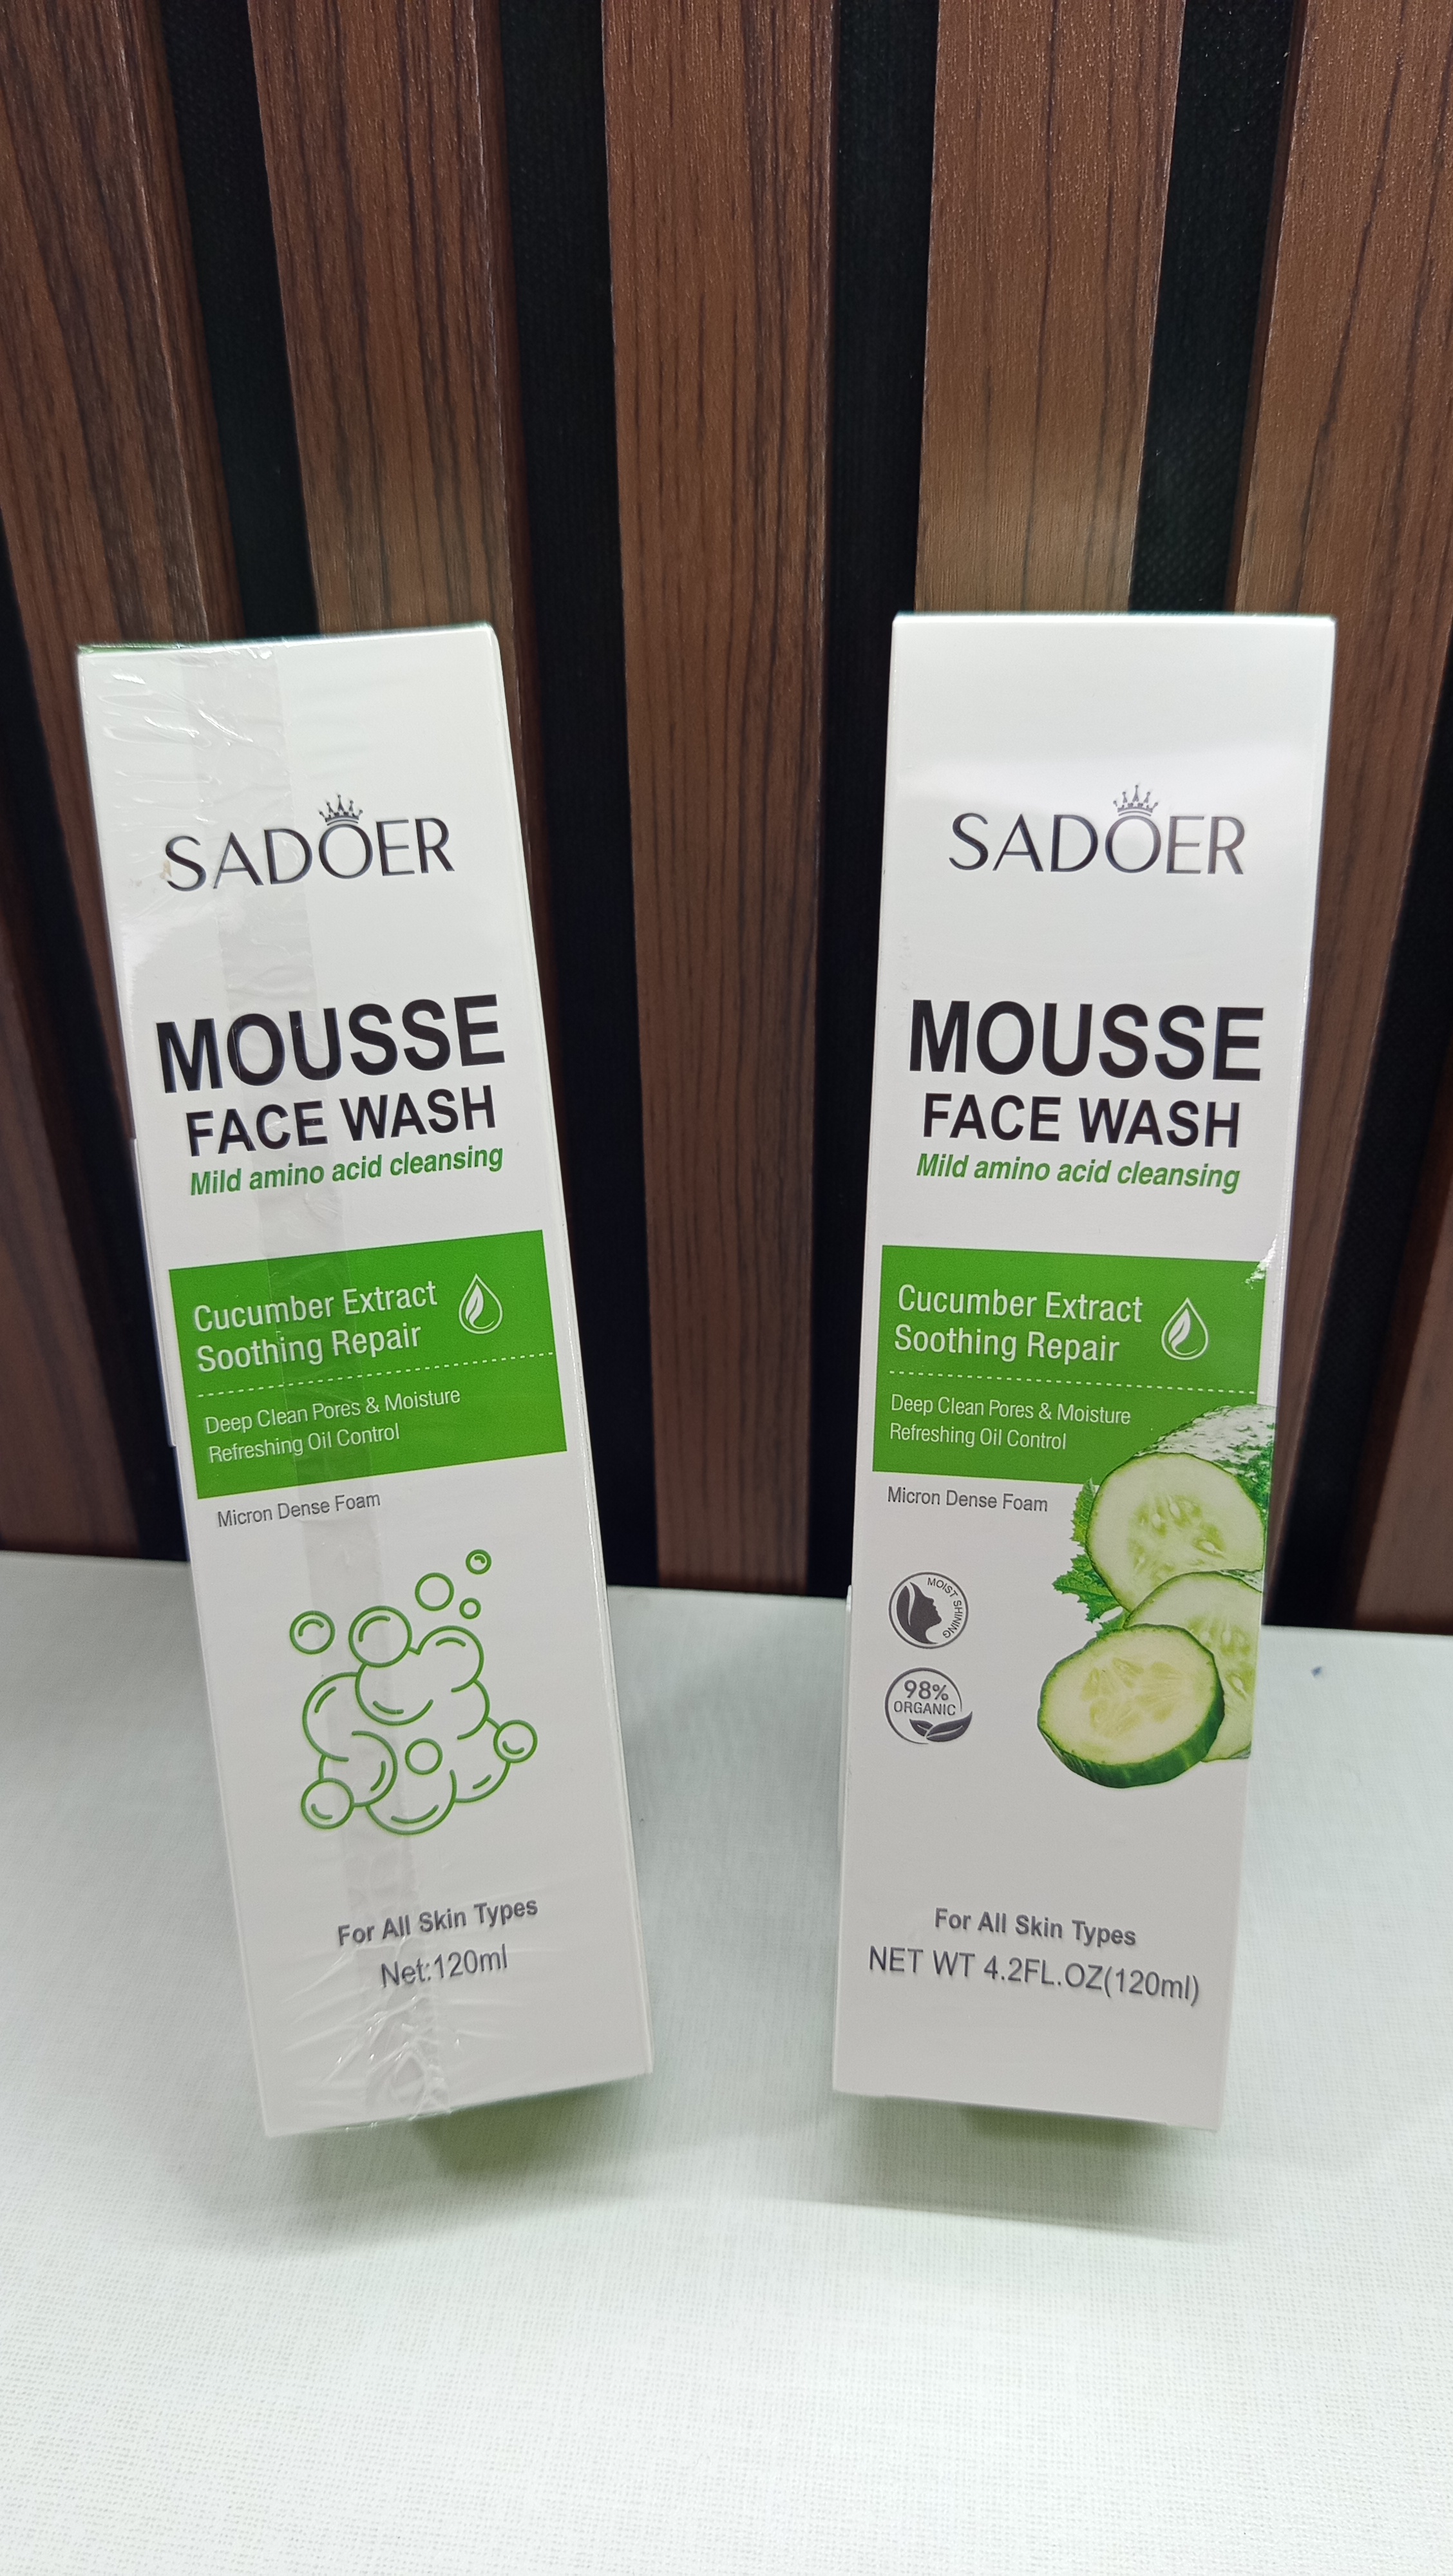 SADOER
MOUSSE
FACE WASH
Mild amino acid cleansing
Cucumber Extract
Soothing Repair
Deep Clean Pores & Moisture
Refreshing Oil Control
Micron Dense Foam
For All Skin Types
Net:120ml
SADOER
MOUSSE
FACE WASH
Mild amino acid cleansing
Cucumber Extract
Soothing Repair
Deep Clean Pores & Moisture
Refreshing Oil Control
Micron Dense Foam
MOIST SHINING
98%
ORGANIC
For All Skin Types
NET WT 4.2FL.OZ(120ml)